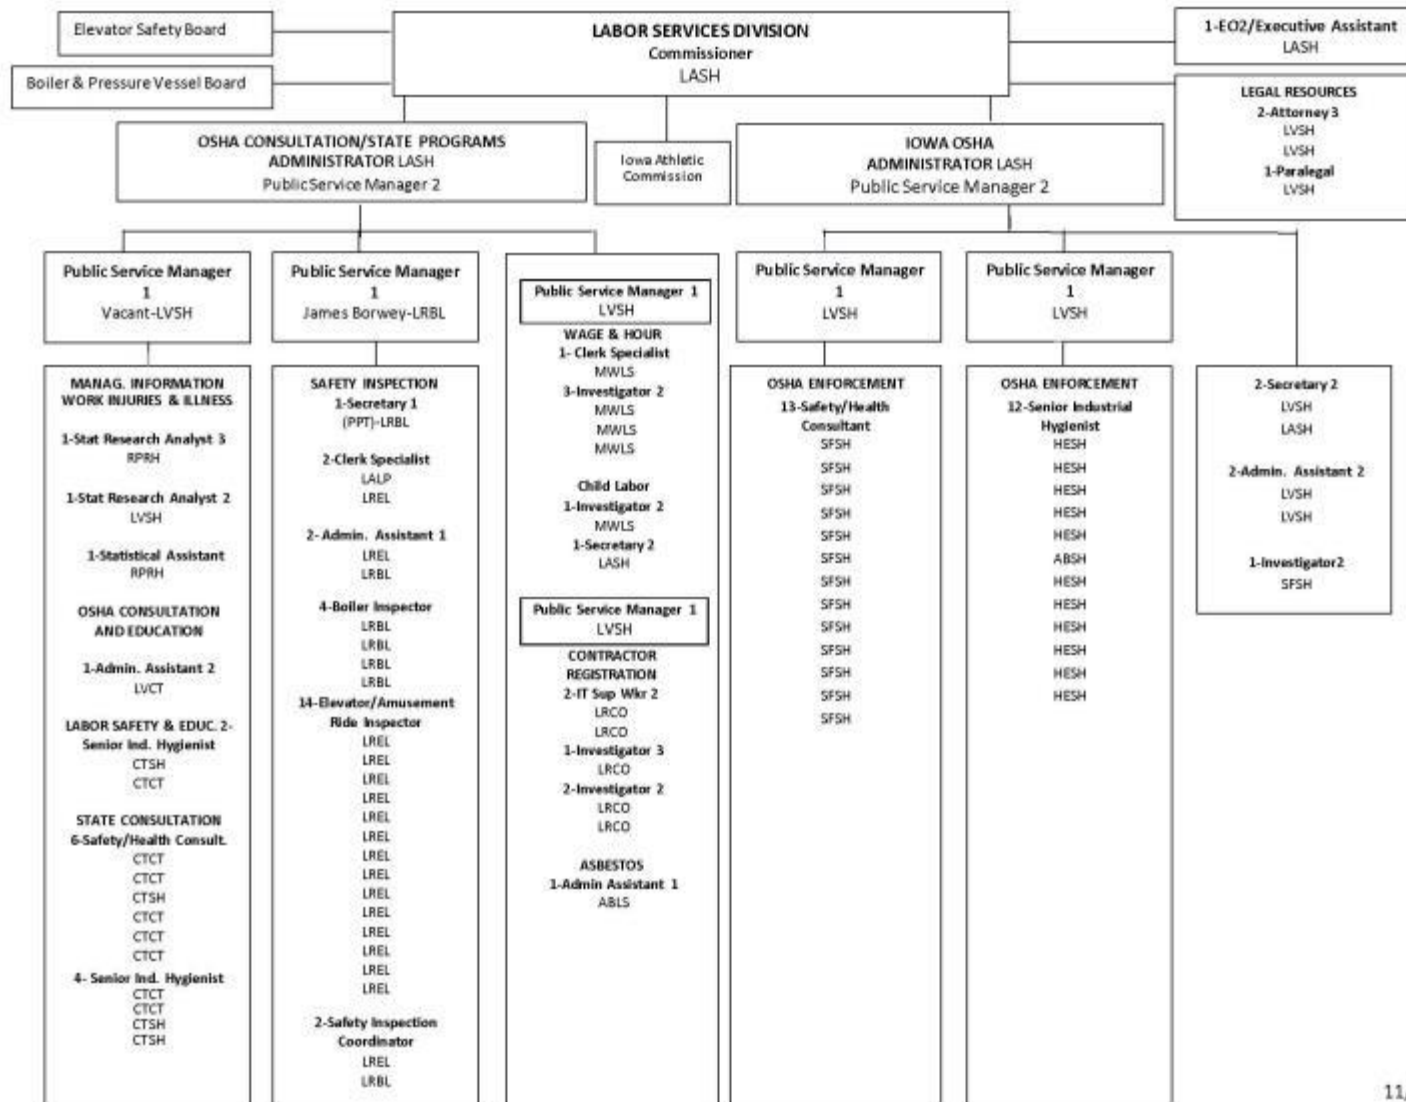 Elevator Safety Board
Boiler & Pressure Vessel Board
LABOR SERVICES DIVISION
Commissioner
LASH
1-EO2/Executive Assistant
LASH
LEGAL RESOURCES
2-Attorney 3
LVSH
LVSH
1-Paralegal
LVSH
OSHA CONSULTATION/STATE PROGRAMS
ADMINISTRATOR LASH
Public Service Manager 2
Iowa Athletic
Commission
IOWA OSHA
ADMINISTRATOR LASH
Public Service Manager 2
Public Service Manager
1
Vacant-LVSH
MANAG. INFORMATION
WORK INJURIES & ILLNESS
1-Stat Research Analyst 3
RPRH
1-Stat Research Analyst 2
LVSH
1-Statistical Assistant
RPRH
OSHA CONSULTATION
AND EDUCATION
1-Admin. Assistant 2
LVCT
LABOR SAFETY & EDUC. 2-
Senior Ind. Hygienist
CTSH
CTCT
STATE CONSULTATION
6-Safety/Health Consult.
CTCT
CTCT
CTSH
CTCT
CTCT
CTCT
4- Senior Ind. Hygienist
CTCT
CTCT
CTSH
CTSH
Public Service Manager
1
James Borwey-LRBL
SAFETY INSPECTION
1-Secretary 1
(PPT)-LRBL
2-Clerk Specialist
LALP
LREL
2- Admin. Assistant 1
LREL
LRBL
4-Boiler Inspector
LRBL
LRBL
LRBL
LRBL
14-Elevator/Amusement
Ride Inspector
LREL
LREL
LREL
LREL
LREL
LREL
LREL
LREL
LREL
LREL
LREL
LREL
LREL
LREL
2-Safety Inspection
Coordinator
LREL
LRBL
Public Service Manager 1
LVSH
WAGE & HOUR
1- Clerk Specialist
MWLS
3-Investigator 2
MWLS
MWLS
MWLS
Child Labor
1-Investigator 2
MWLS
1-Secretary 2
LASH
Public Service Manager 1
LVSH
CONTRACTOR
REGISTRATION
2-IT Sup Wkr 2
LRCO
LRCO
1-Investigator 3
LRCO
2-Investigator 2
LRCO
LRCO
ASBESTOS
1-Admin Assistant 1
ABLS
Public Service Manager
1
LVSH
OSHA ENFORCEMENT
13-Safety/Health
Consultant
SFSH
SFSH
SFSH
SFSH
SFSH
SFSH
SFSH
SFSH
SFSH
SFSH
SFSH
SFSH
SFSH
Public Service Manager
1
LVSH
OSHA ENFORCEMENT
12-Senior Industrial
Hygienist
HESH
HESH
HESH
HESH
HESH
ABSH
HESH
HESH
HESH
HESH
HESH
HESH
2-Secretary 2
LVSH
LASH
2-Admin. Assistant 2
LVSH
LVSH
1-Investigator2
SFSH
11/